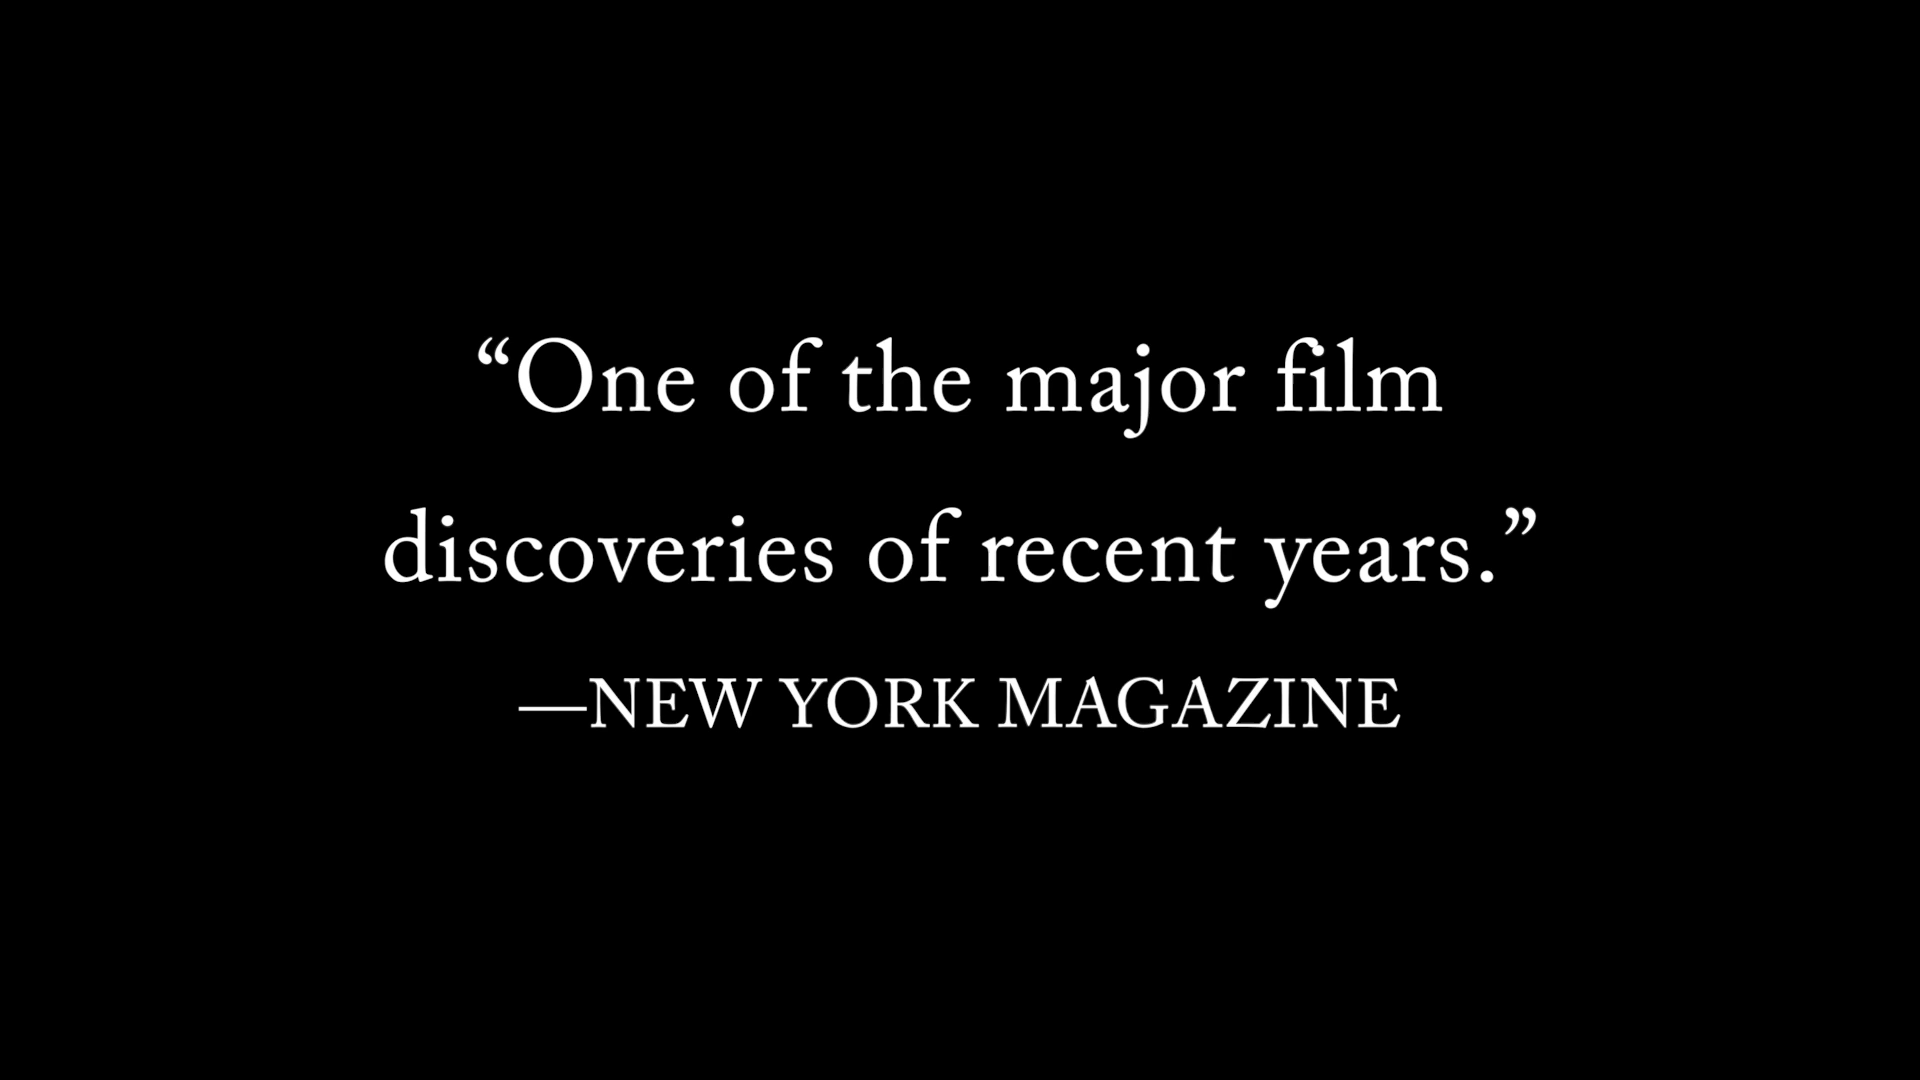 “One of the major film
discoveries of recent years.”
—NEW YORK MAGAZINE